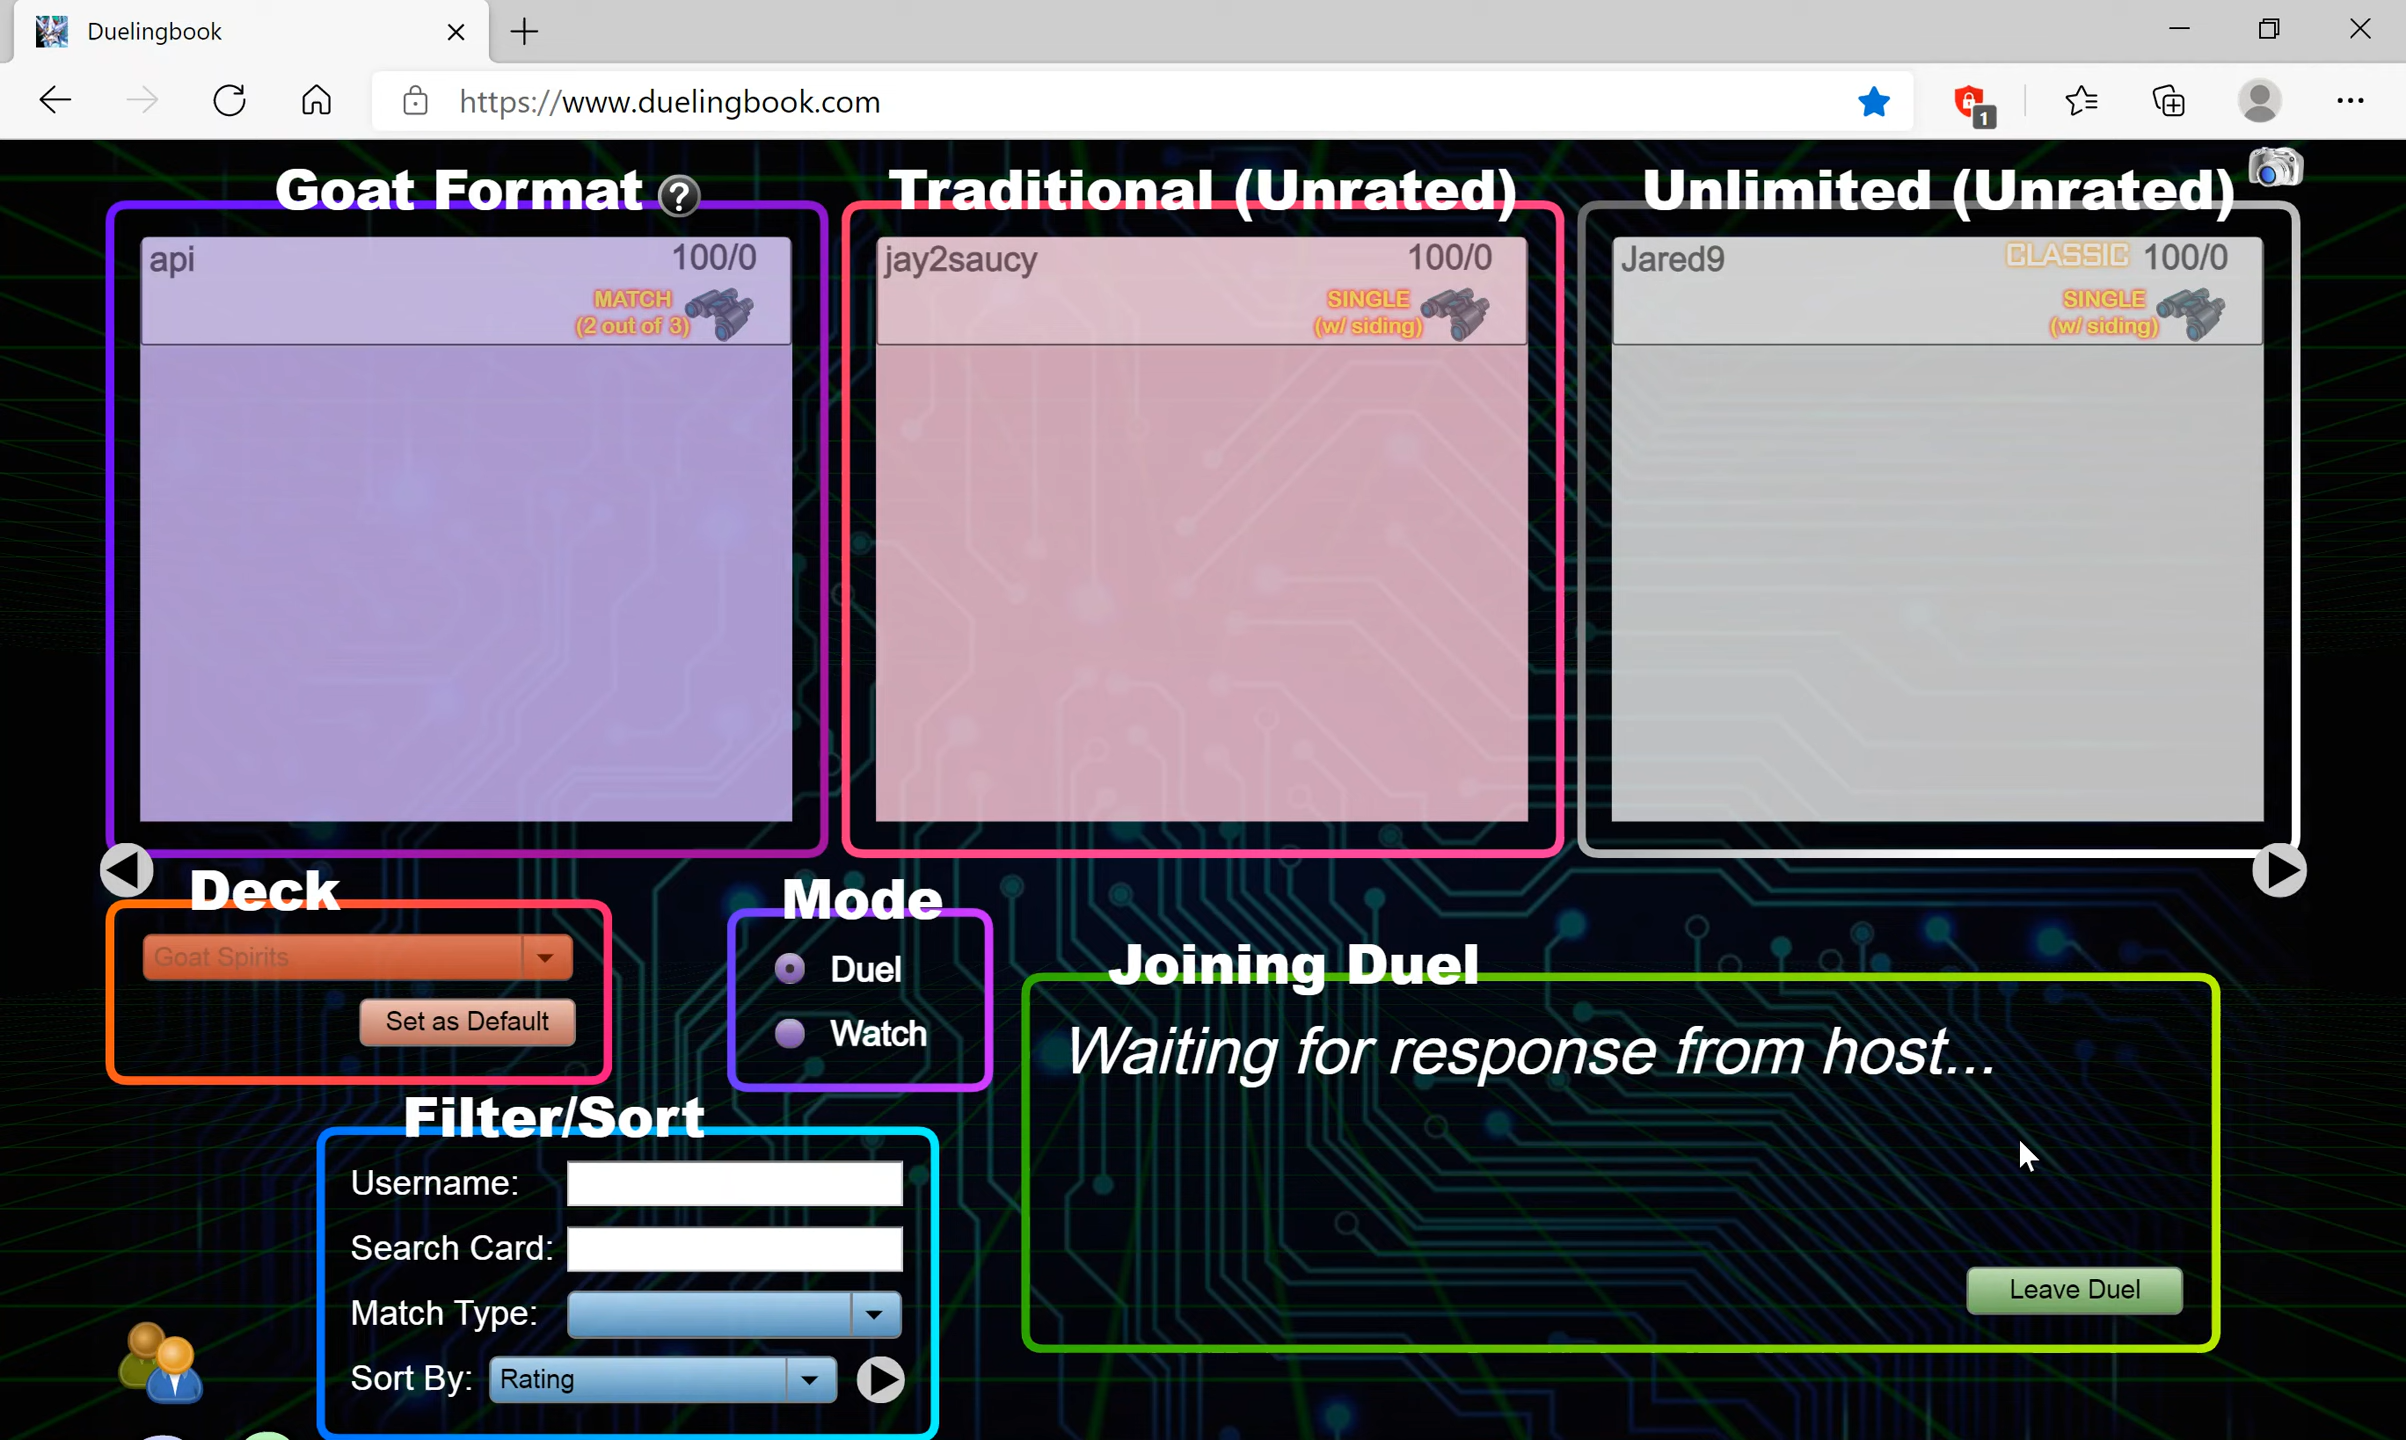 Duelingbook
https://www.duelingbook.com
1
Goat Format ?
Traditional (Unrated)
Unlimited (Unrated)
api 100/0
MATCH
(2 out of 3)
jay2saucy 100/0
SINGLE
(w/ siding)
Jared9 CLASSIC 100/0
SINGLE
(w/ siding)
Deck
Goat Spirits
Set as Default
Mode
Duel
Watch
Joining Duel
Waiting for response from host...
Leave Duel
Filter/Sort
Username:
Search Card:
Match Type:
Sort By: Rating